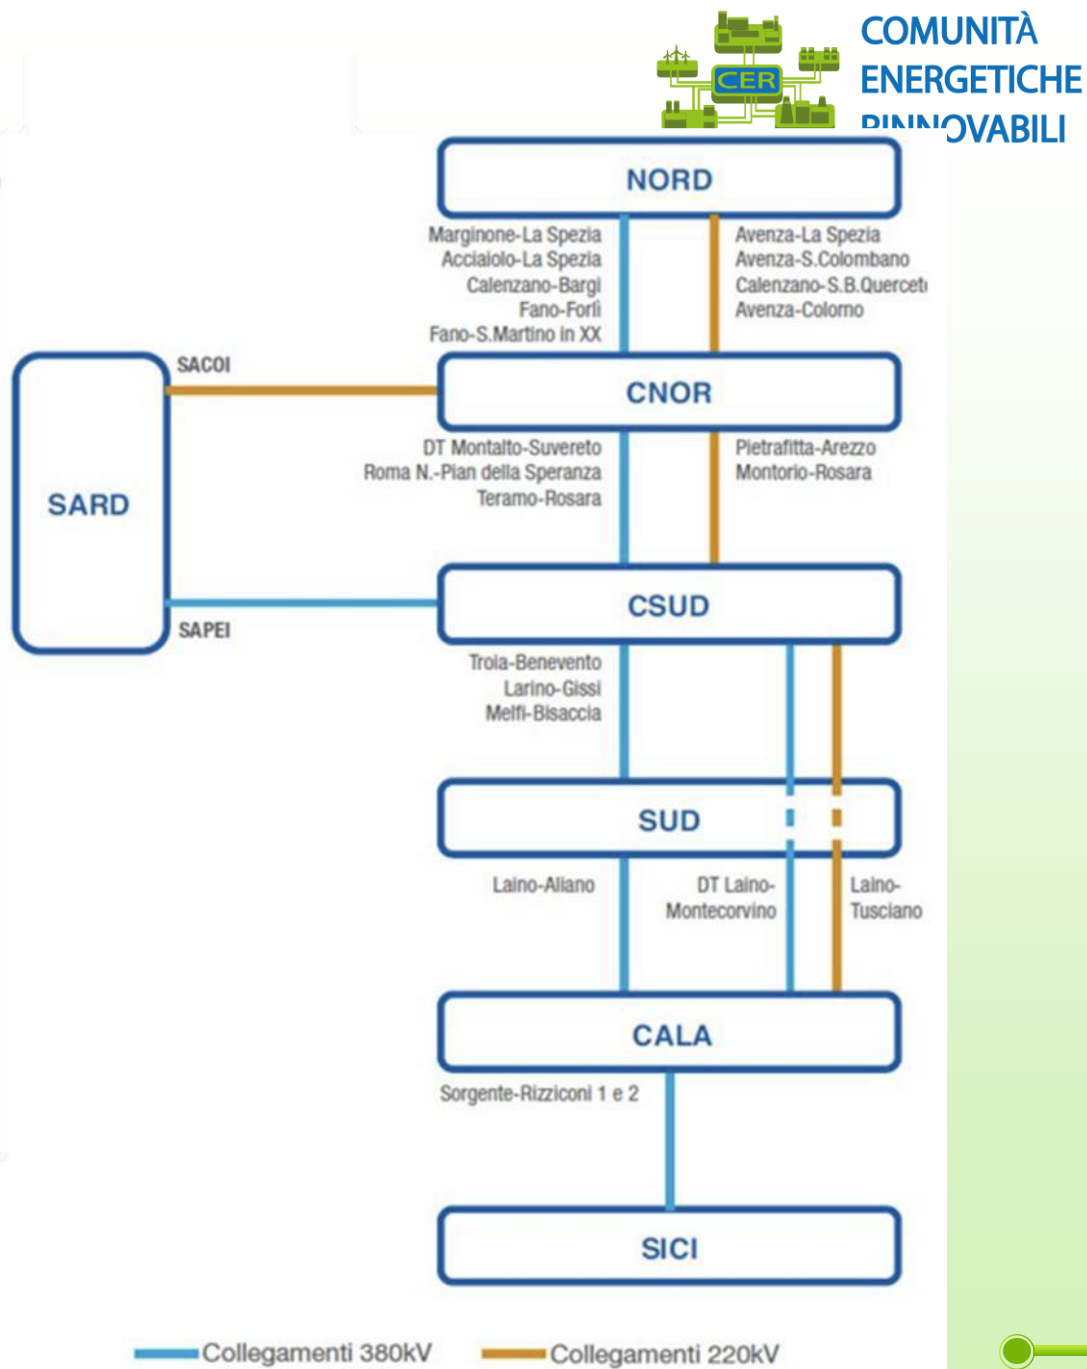 COMUNITÀ
ENERGETICHE
RINNOVABILI
CER
NORD
Marginone-La Spezia
Acciaiolo-La Spezia
Calenzano-Bargi
Fano-Forlì
Fano-S.Martino in XX
Avenza-La Spezia
Avenza-S.Colombano
Calenzano-S.B.Querceto
Avenza-Colorno
SACOI
CNOR
DT Montalto-Suvereto
Roma N.-Pian della Speranza
Teramo-Rosara
Pietrafitta-Arezzo
Montorio-Rosara
SARD
CSUD
SAPEI
Troia-Benevento
Larino-Gissi
Melfi-Bisaccia
SUD
Laino-Aliano
DT Laino-
Montecorvino
Laino-
Tusciano
CALA
Sorgente-Rizziconi 1 e 2
SICI
Collegamenti 380kV
Collegamenti 220kV